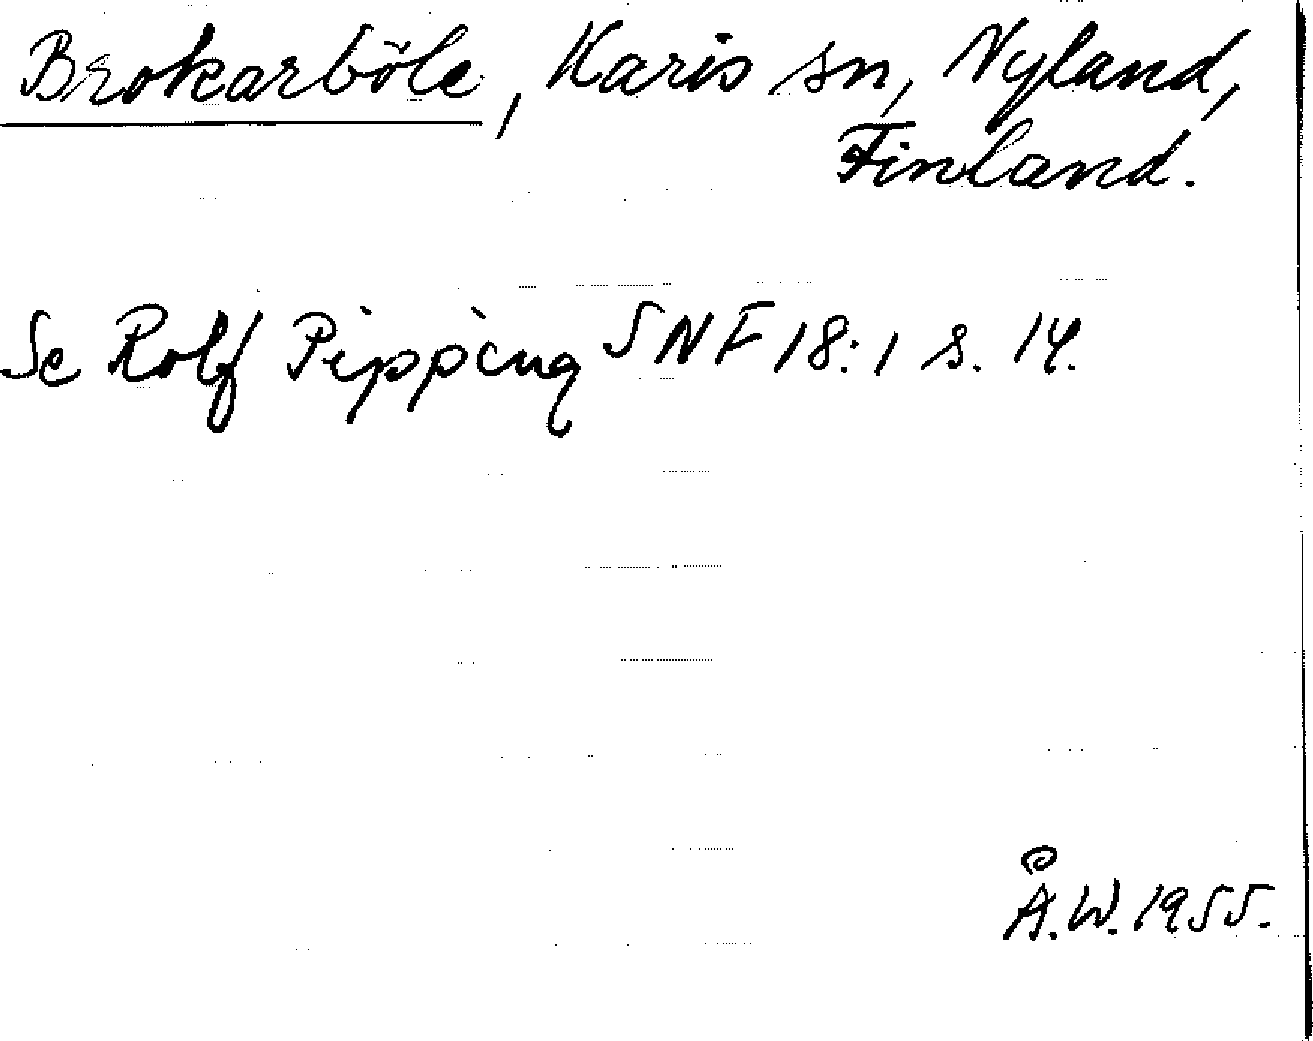 Brokarböle, Karis sn, Nyland,
Finland.
Se Rolf Pipping SNF 18:1 s. 14.
Å.W. 1955.